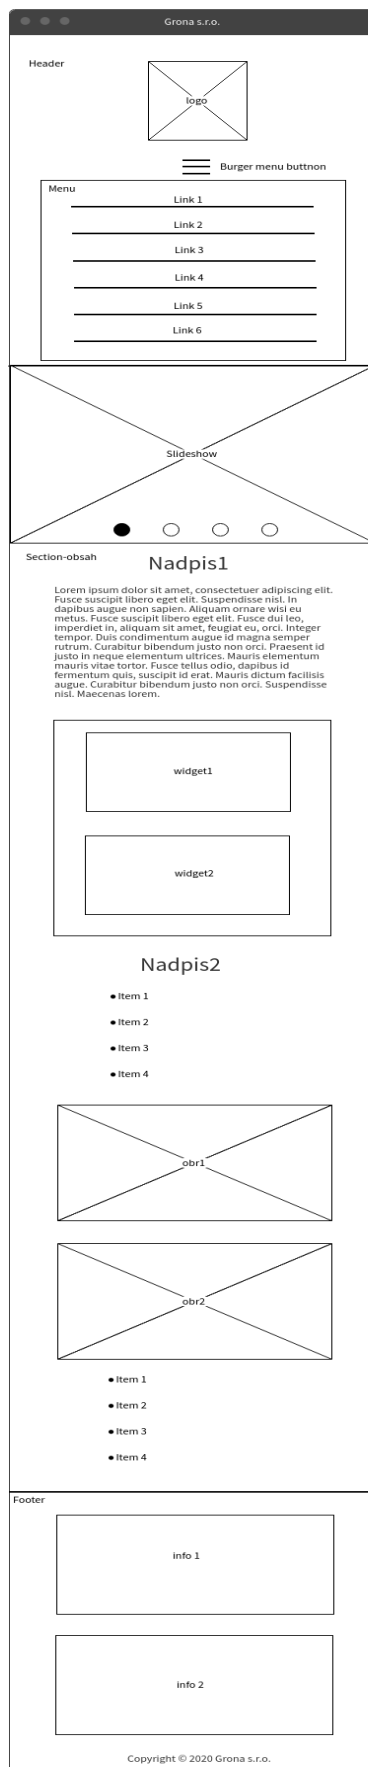 Grona s.r.o.
Header
logo
Burger menu buttnon
Menu
Link 1
Link 2
Link 3
Link 4
Link 5
Link 6
Slideshow
Section-obsah
Nadpis1
Lorem ipsum dolor sit amet, consectetuer adipiscing elit.
Fusce suscipit libero eget elit. Suspendisse nisl. In
dapibus augue non sapien. Aliquam ornare wisi eu
metus. Fusce suscipit libero eget elit. Fusce dui leo,
imperdiet in, aliquam sit amet, feugiat eu, orci. Integer
tempor. Duis condimentum augue id magna semper
rutrum. Curabitur bibendum justo non orci. Praesent id
justo in neque elementum ultrices. Mauris elementum
mauris vitae tortor. Fusce tellus odio, dapibus id
fermentum quis, suscipit id erat. Mauris dictum facilisis
augue. Curabitur bibendum justo non orci. Suspendisse
nisl. Maecenas lorem.
widget1
widget2
Nadpis2
Item 1
Item 2
Item 3
Item 4
obr1
obr2
Item 1
Item 2
Item 3
Item 4
Footer
info 1
info 2
Copyright © 2020 Grona s.r.o.